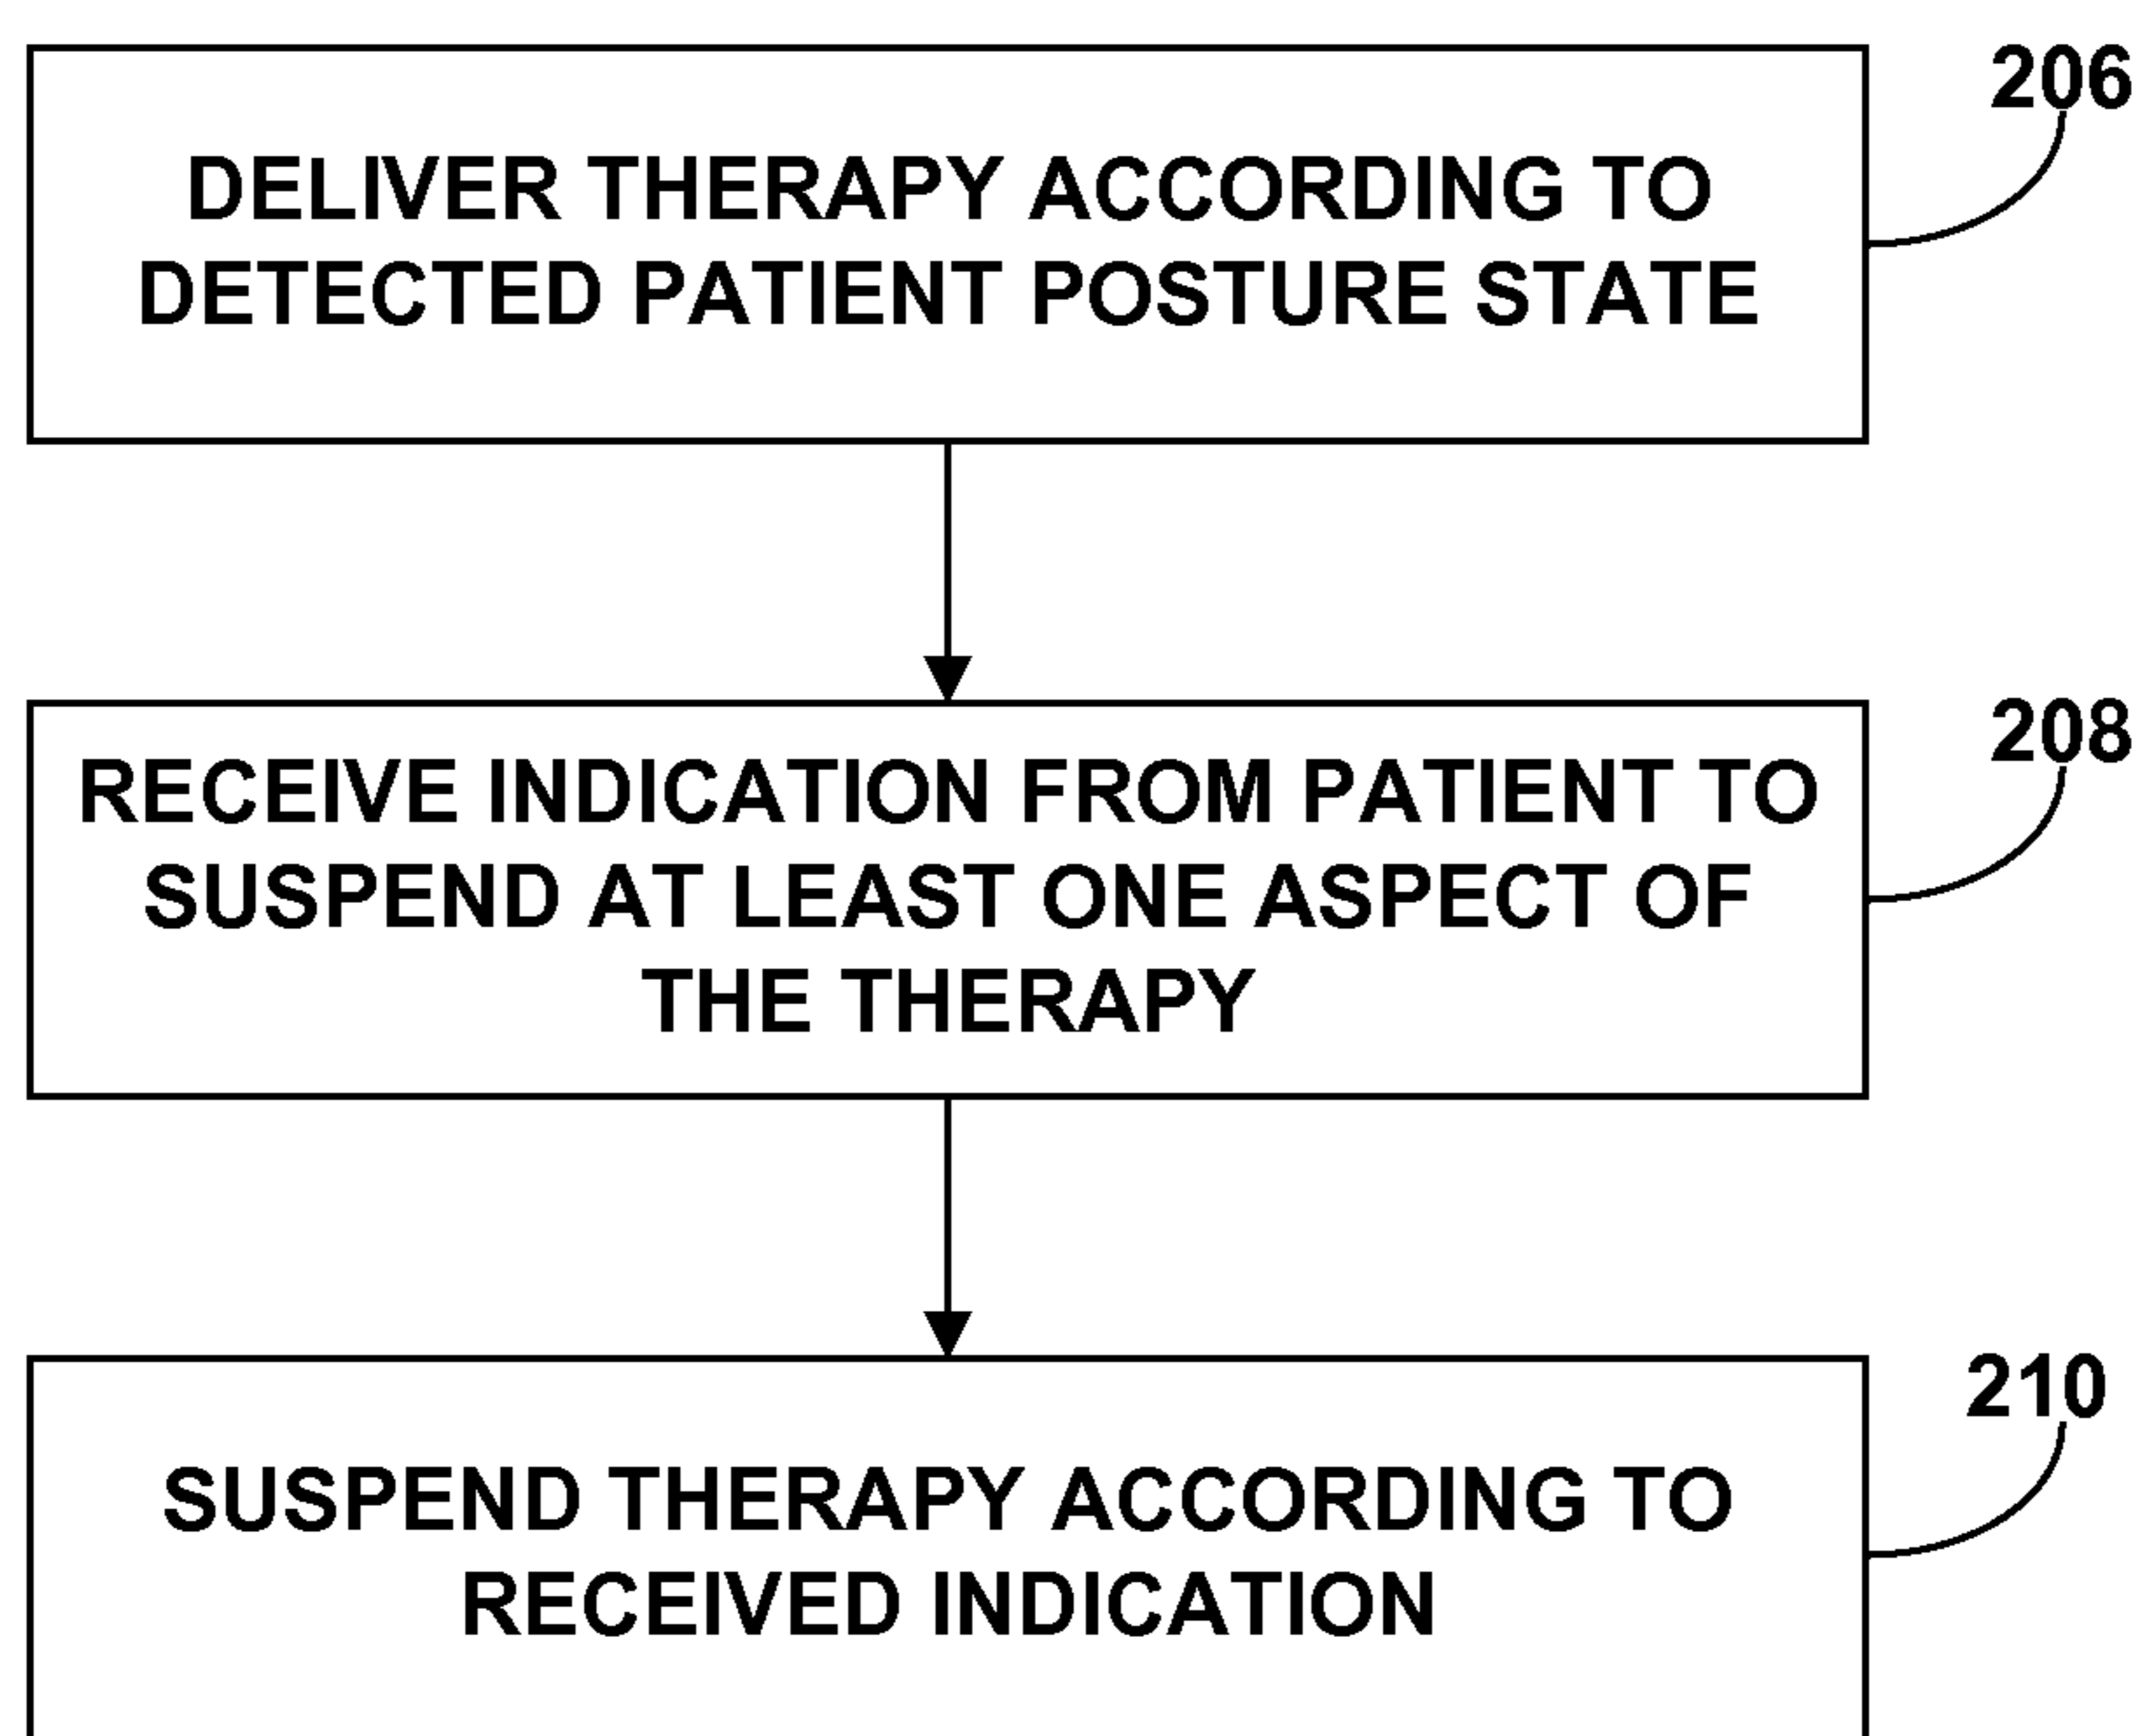 206
DELIVER THERAPY ACCORDING TO
DETECTED PATIENT POSTURE STATE
208
RECEIVE INDICATION FROM PATIENT TO
SUSPEND AT LEAST ONE ASPECT OF
THE THERAPY
210
SUSPEND THERAPY ACCORDING TO
RECEIVED INDICATION